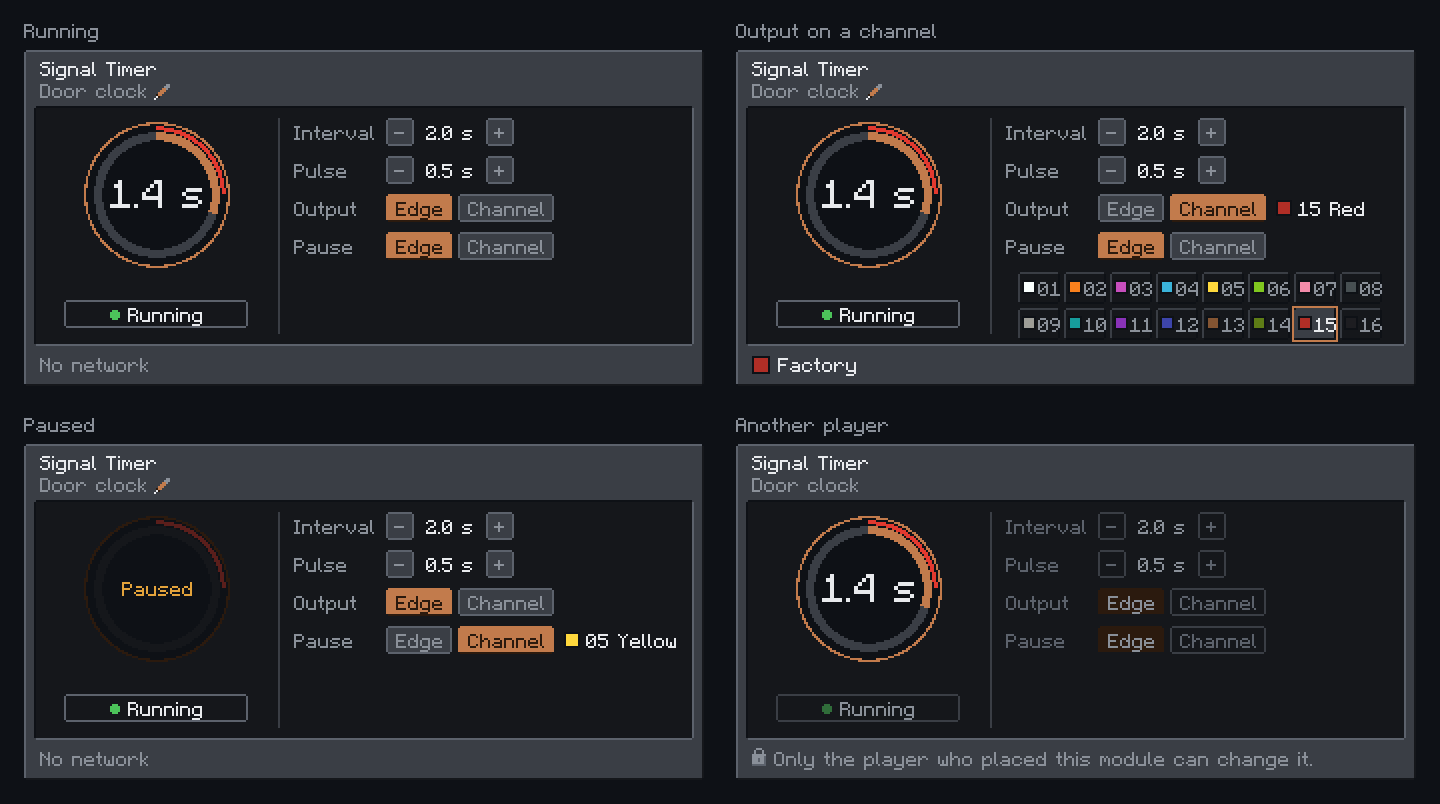 Running
Signal Timer
Door clock
1.4 s
Running
Interval - 2.0 s +
Pulse - 0.5 s +
Output Edge Channel
Pause Edge Channel
No network
Output on a channel
Signal Timer
Door clock
1.4 s
Running
Interval - 2.0 s +
Pulse - 0.5 s +
Output Edge Channel 15 Red
Pause Edge Channel
01 02 03 04 05 06 07 08
09 10 11 12 13 14 15 16
Factory
Paused
Signal Timer
Door clock
Paused
Running
Interval - 2.0 s +
Pulse - 0.5 s +
Output Edge Channel
Pause Edge Channel 05 Yellow
No network
Another player
Signal Timer
Door clock
1.4 s
Running
Interval - 2.0 s +
Pulse - 0.5 s +
Output Edge Channel
Pause Edge Channel
Only the player who placed this module can change it.